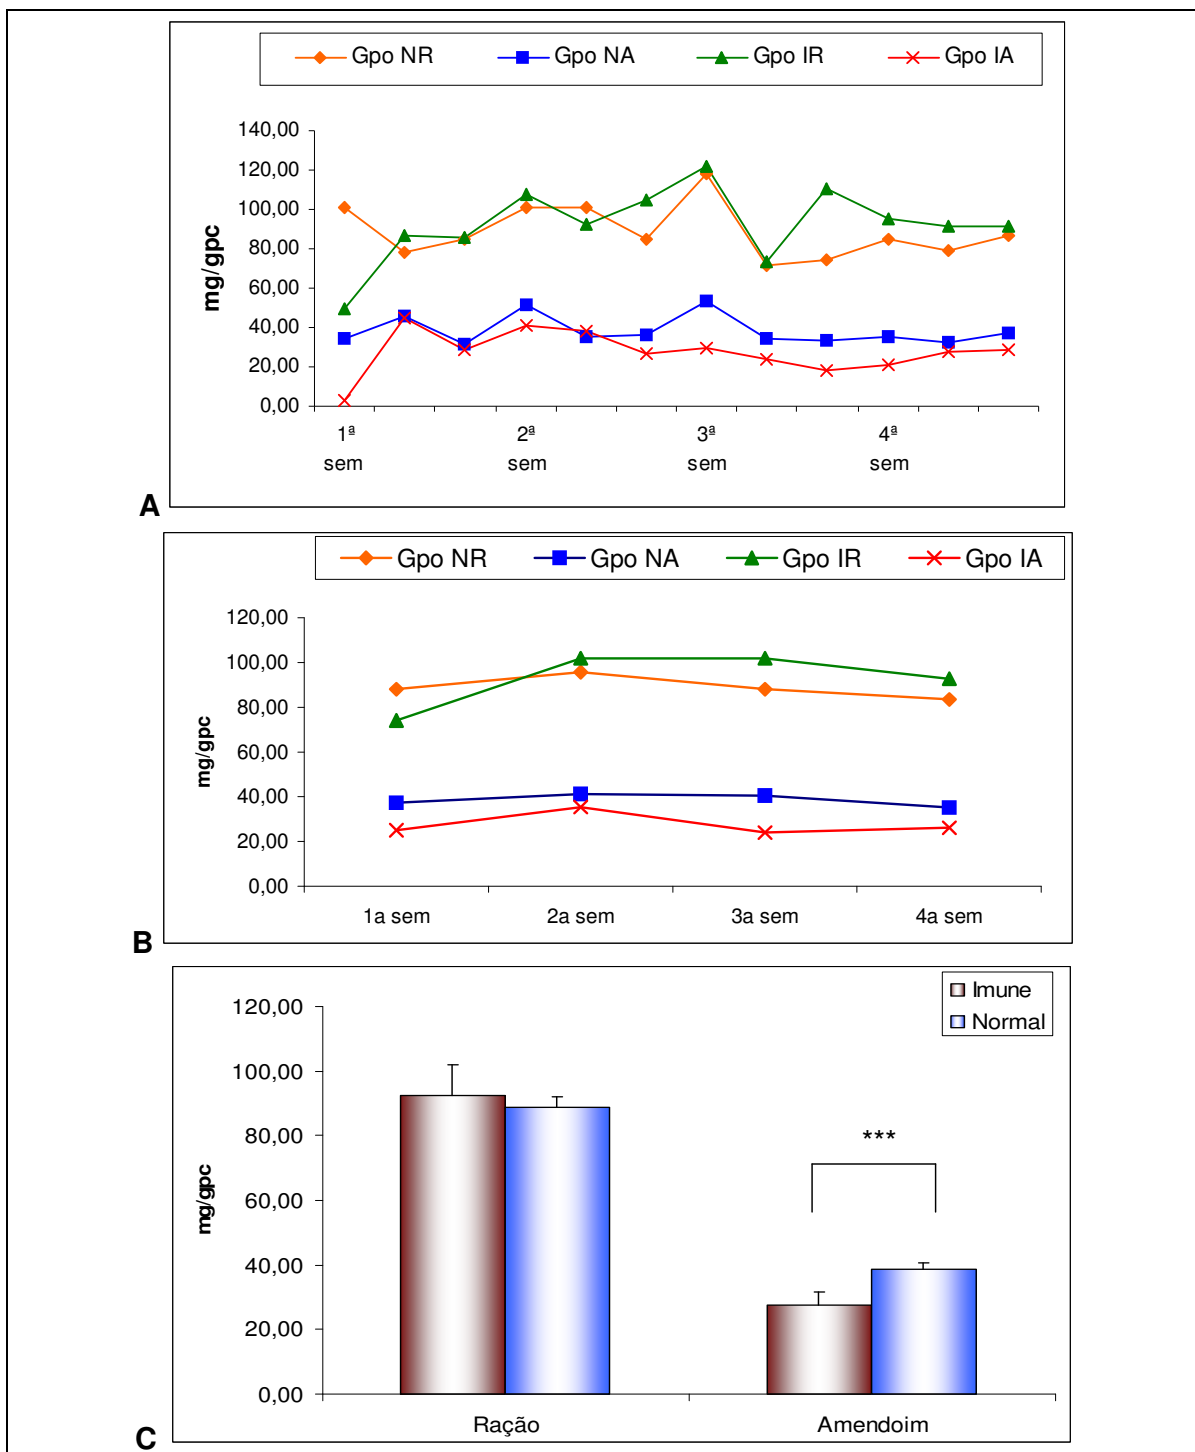 Gpo NR Gpo NA Gpo IR Gpo IA
140,00
120,00
100,00
80,00
60,00
40,00
20,00
0,00
mg/gpc
1ª sem 2ª sem 3ª sem 4ª sem
A
Gpo NR Gpo NA Gpo IR Gpo IA
120,00
100,00
80,00
60,00
40,00
20,00
0,00
mg/gpc
1a sem 2a sem 3a sem 4a sem
B
Imune
Normal
120,00
100,00
80,00
60,00
40,00
20,00
0,00
mg/gpc
***
Ração Amendoim
C